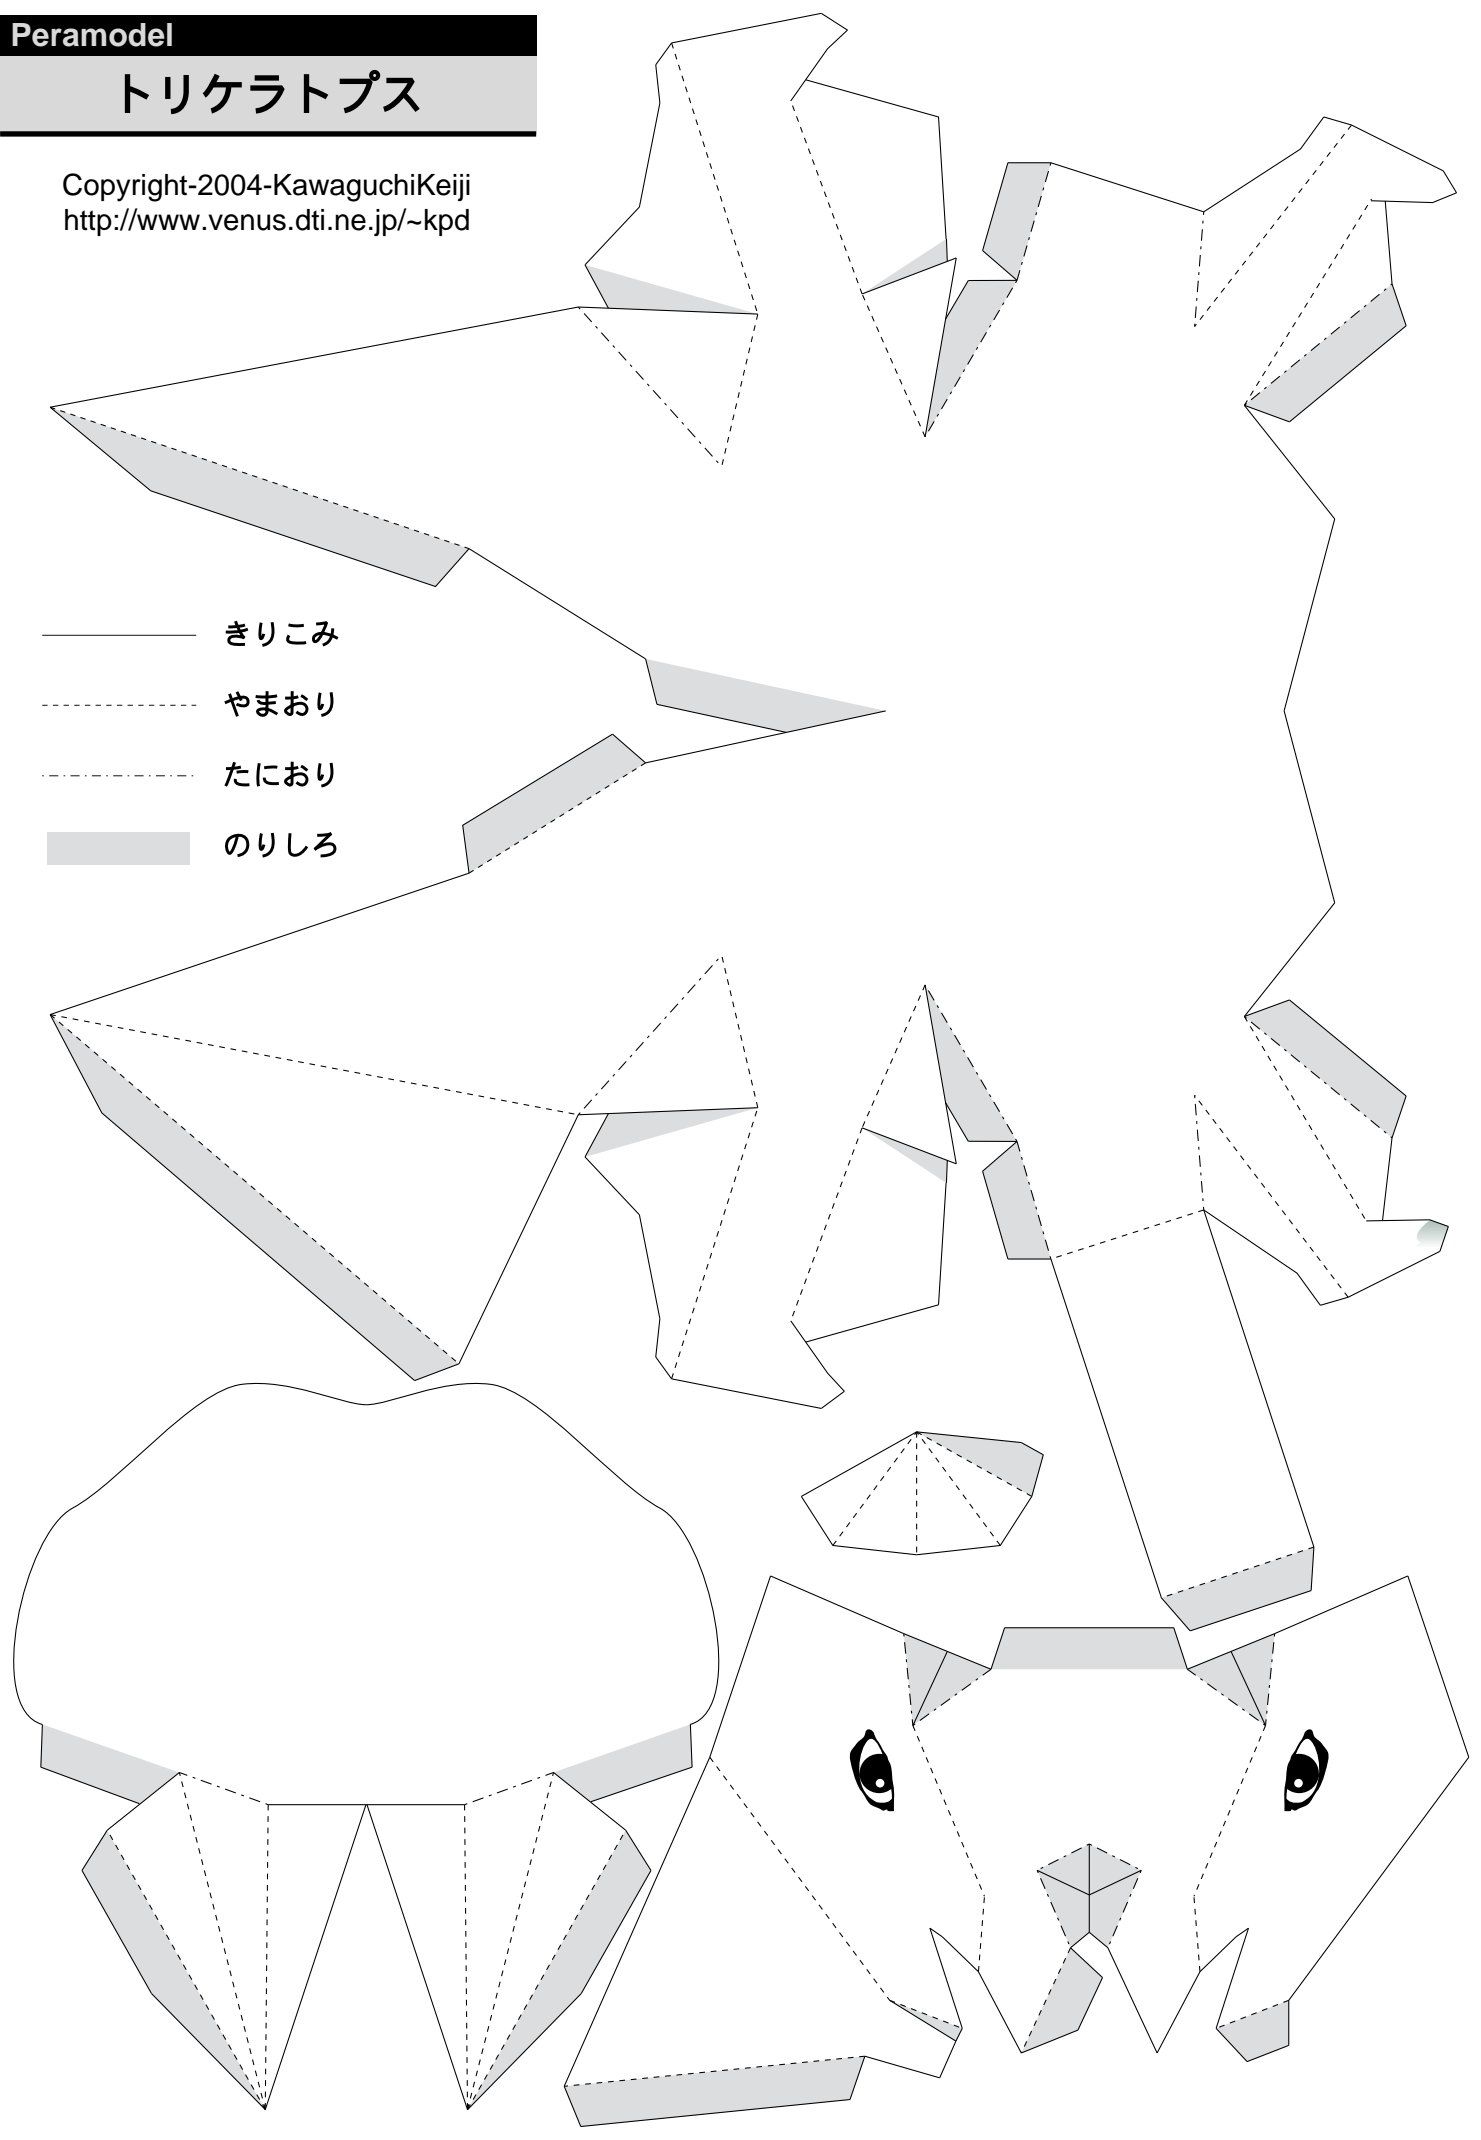 Peramodel
トリケラトプス
Copyright-2004-KawaguchiKeiji
http://www.venus.dti.ne.jp/~kpd
きりこみ
やまおり
たにおり
のりしろ